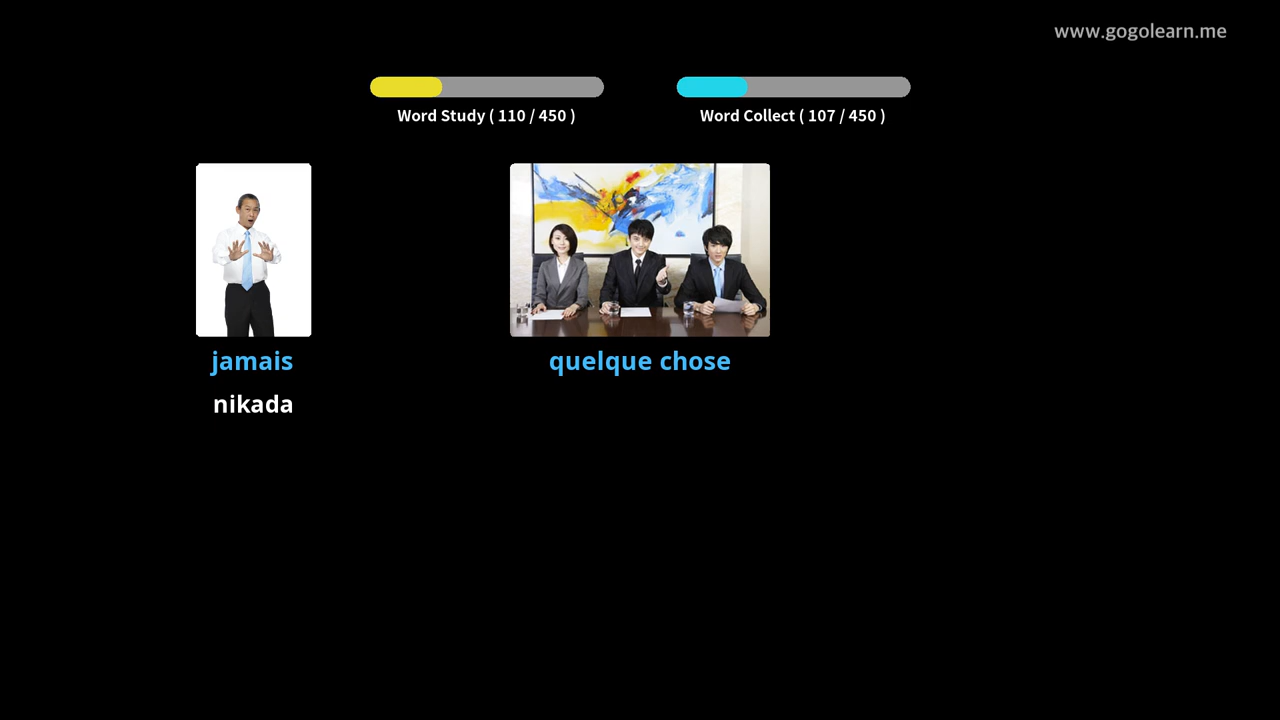 www.gogolearn.me
Word Study ( 110 / 450 )
Word Collect ( 107 / 450 )
jamais
quelque chose
nikada